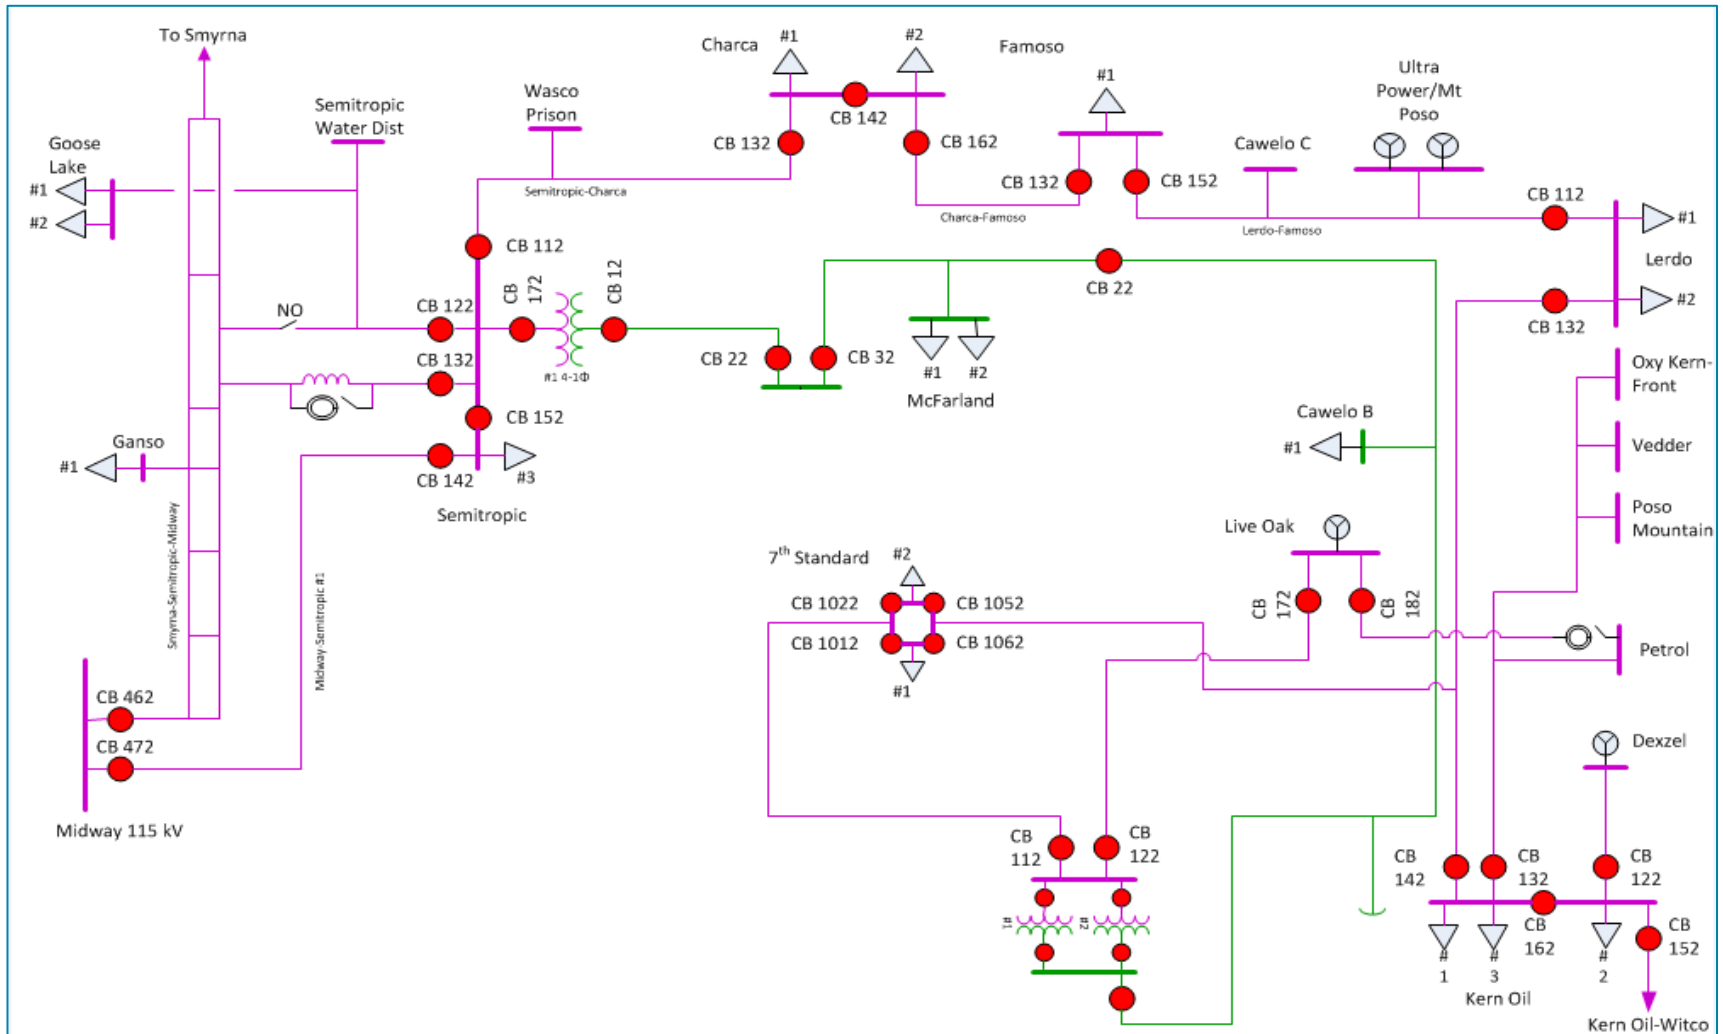 To Smyrna
Charca
#1
#2
Famoso
#1
Ultra
Power/Mt
Poso
Semitropic
Water Dist
Wasco
Prison
Goose
Lake
#1
#2
CB 142
CB 132
CB 162
Semitropic-Charca
Charca-Famoso
CB 132
CB 152
Cawelo C
Lerdo-Famoso
CB 112
#1
Lerdo
#2
CB 132
CB 112
NO
CB 122
CB
172
CB 12
CB 132
#1 4-1Φ
CB 22
CB 32
CB 22
#1
#2
McFarland
CB 152
Ganso
#1
CB 142
#3
Semitropic
Cawelo B
#1
Oxy Kern-
Front
Vedder
Poso
Mountain
Smyrna-Semitropic-Midway
Midway-Semitropic #1
7th Standard
#2
CB 1022
CB 1052
CB 1012
CB 1062
#1
Live Oak
CB
172
CB
182
Petrol
CB 462
CB 472
Midway 115 kV
Dexzel
CB
112
CB
122
#1
#2
CB
142
CB
132
CB
122
CB
162
CB
152
#
1
#
3
#
2
Kern Oil
Kern Oil-Witco